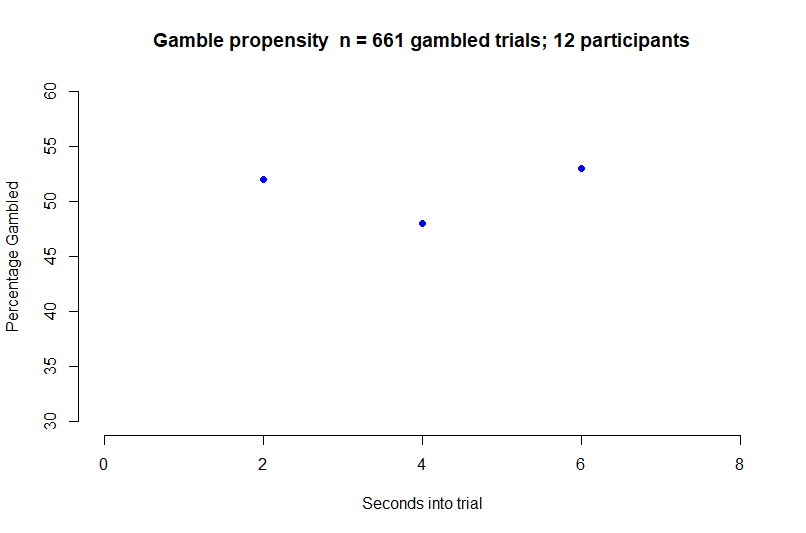 Gamble propensity  n = 661 gambled trials; 12 participants
Percentage Gambled
60
55
50
45
40
35
30
0 2 4 6 8
Seconds into trial